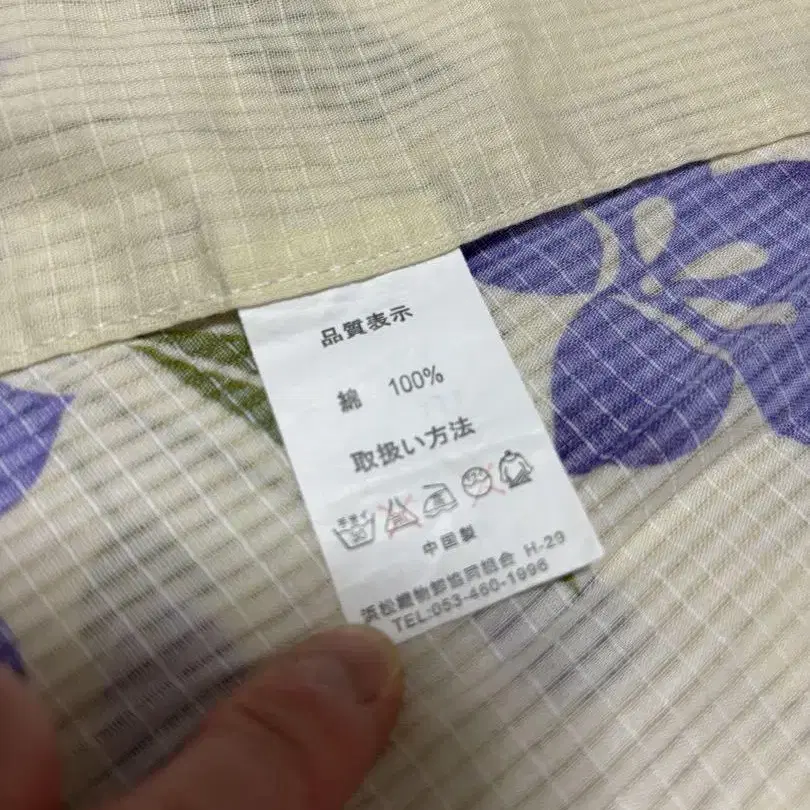 品質表示
綿 100%
取扱い方法
中国製
浜松織物卸協同組合 H-29
TEL:053-460-1996